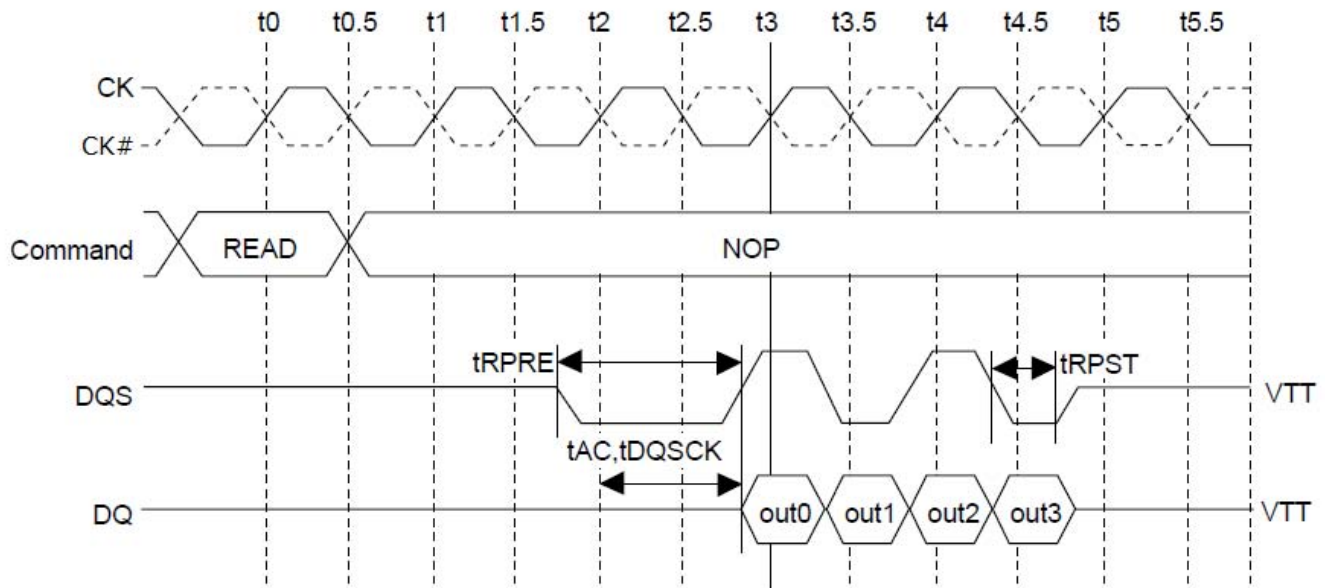 t0 t0.5 t1 t1.5 t2 t2.5 t3 t3.5 t4 t4.5 t5 t5.5
CK
CK#
Command READ NOP
tRPRE tRPST
DQS VTT
tAC,tDQSCK
DQ out0 out1 out2 out3 VTT